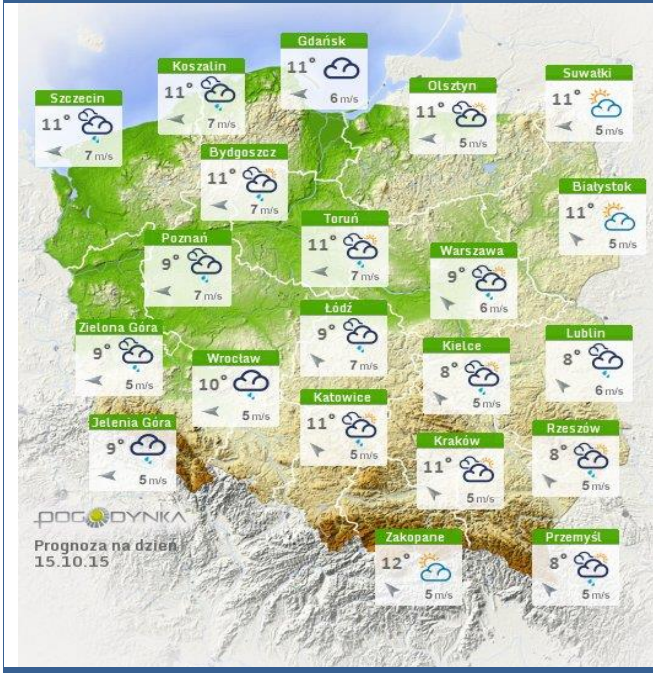 Gdańsk
11°
6 m/s
Koszalin
11°
7 m/s
Szczecin
11°
7 m/s
Olsztyn
11°
5 m/s
Suwałki
11°
5 m/s
Bydgoszcz
11°
7 m/s
Białystok
11°
5 m/s
Toruń
11°
7 m/s
Poznań
9°
7 m/s
Warszawa
9°
6 m/s
Łódź
9°
7 m/s
Zielona Góra
9°
5 m/s
Wrocław
10°
5 m/s
Kielce
8°
5 m/s
Lublin
8°
6 m/s
Katowice
11°
5 m/s
Jelenia Góra
9°
5 m/s
Kraków
11°
5 m/s
Rzeszów
8°
5 m/s
Zakopane
12°
5 m/s
Przemyśl
8°
5 m/s
POGODYNKA
Prognoza na dzień
15.10.15